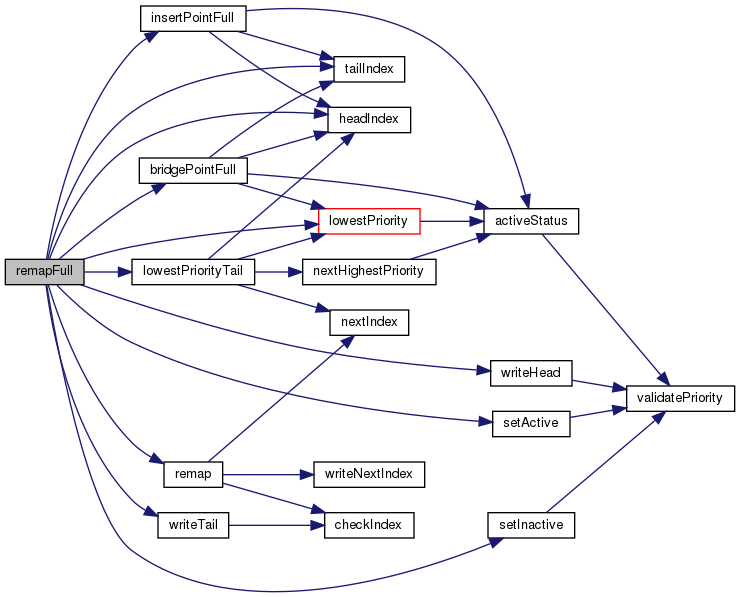 insertPointFull
tailIndex
headIndex
bridgePointFull
lowestPriority
activeStatus
remapFull
lowestPriorityTail
nextHighestPriority
nextIndex
writeHead
validatePriority
setActive
remap
writeNextIndex
writeTail
checkIndex
setInactive